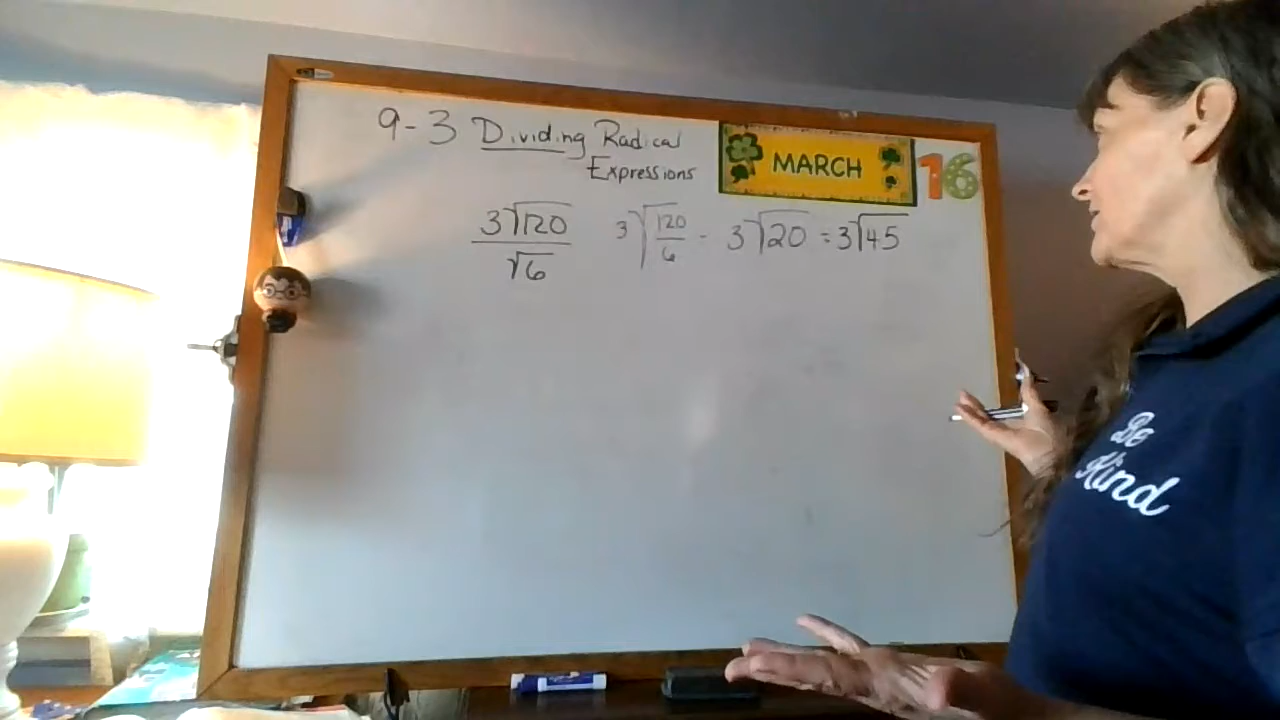 9-3 Dividing Radical
Expressions
MARCH 16
3√120 / √6   3√120/6 = 3√20 = 3√45
Be
Kind